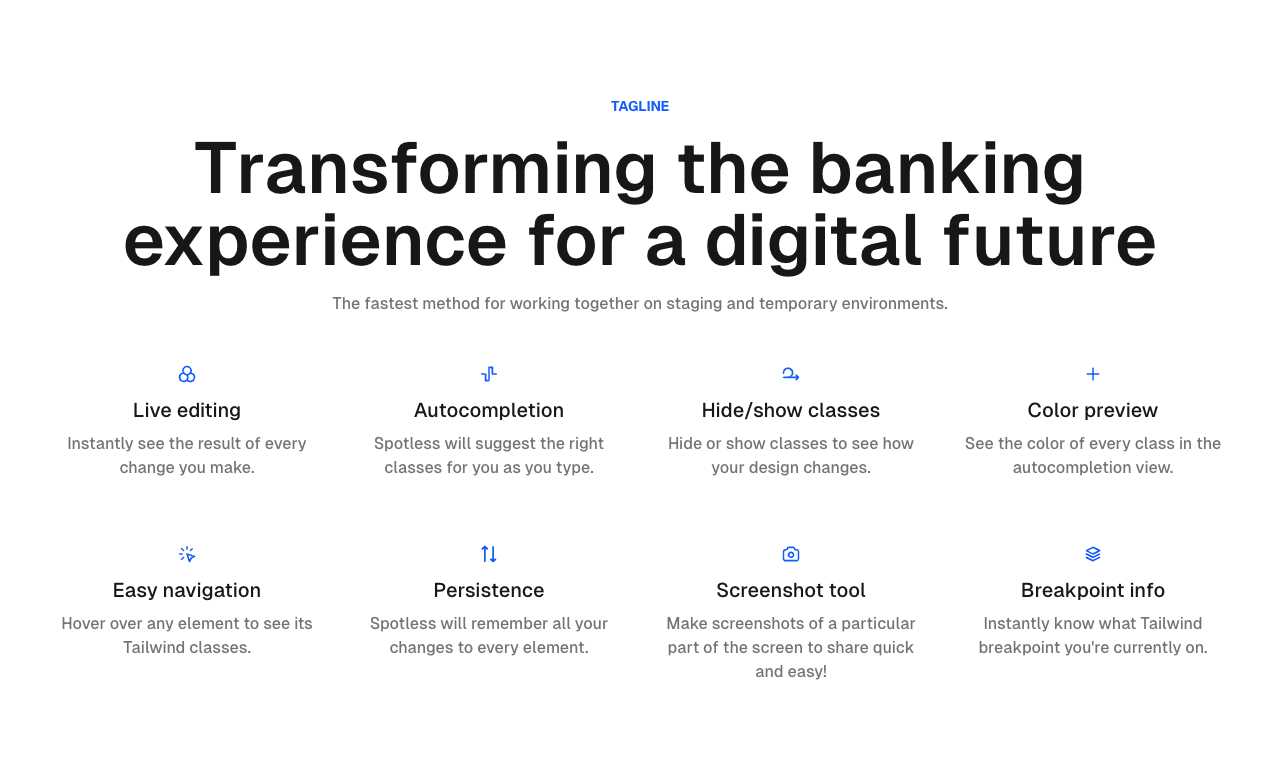 TAGLINE
Transforming the banking
experience for a digital future
The fastest method for working together on staging and temporary environments.
Live editing
Instantly see the result of every
change you make.
Autocompletion
Spotless will suggest the right
classes for you as you type.
Hide/show classes
Hide or show classes to see how
your design changes.
Color preview
See the color of every class in the
autocompletion view.
Easy navigation
Hover over any element to see its
Tailwind classes.
Persistence
Spotless will remember all your
changes to every element.
Screenshot tool
Make screenshots of a particular
part of the screen to share quick
and easy!
Breakpoint info
Instantly know what Tailwind
breakpoint you're currently on.